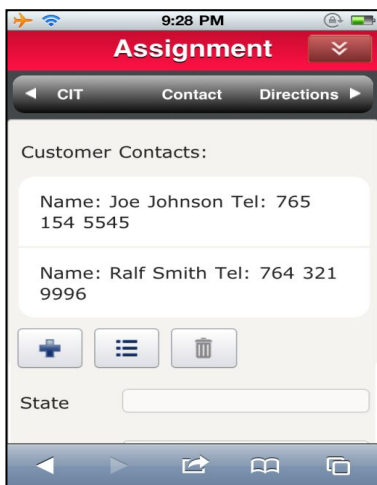 9:28 PM
Assignment
CIT Contact Directions
Customer Contacts:
Name: Joe Johnson Tel: 765
154 5545
Name: Ralf Smith Tel: 764 321
9996
State